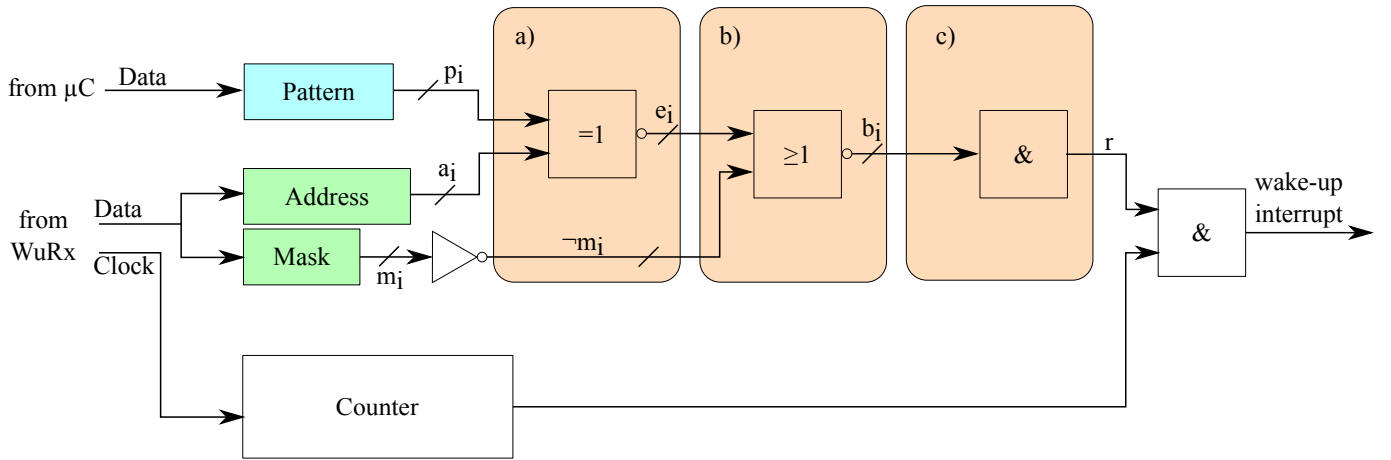 a)
b)
c)
from µC
Data
Pattern
pi
=1
ei
≥1
bi
&
r
ai
Address
from
WuRx
Data
Clock
Mask
mi
¬mi
&
wake-up
interrupt
Counter